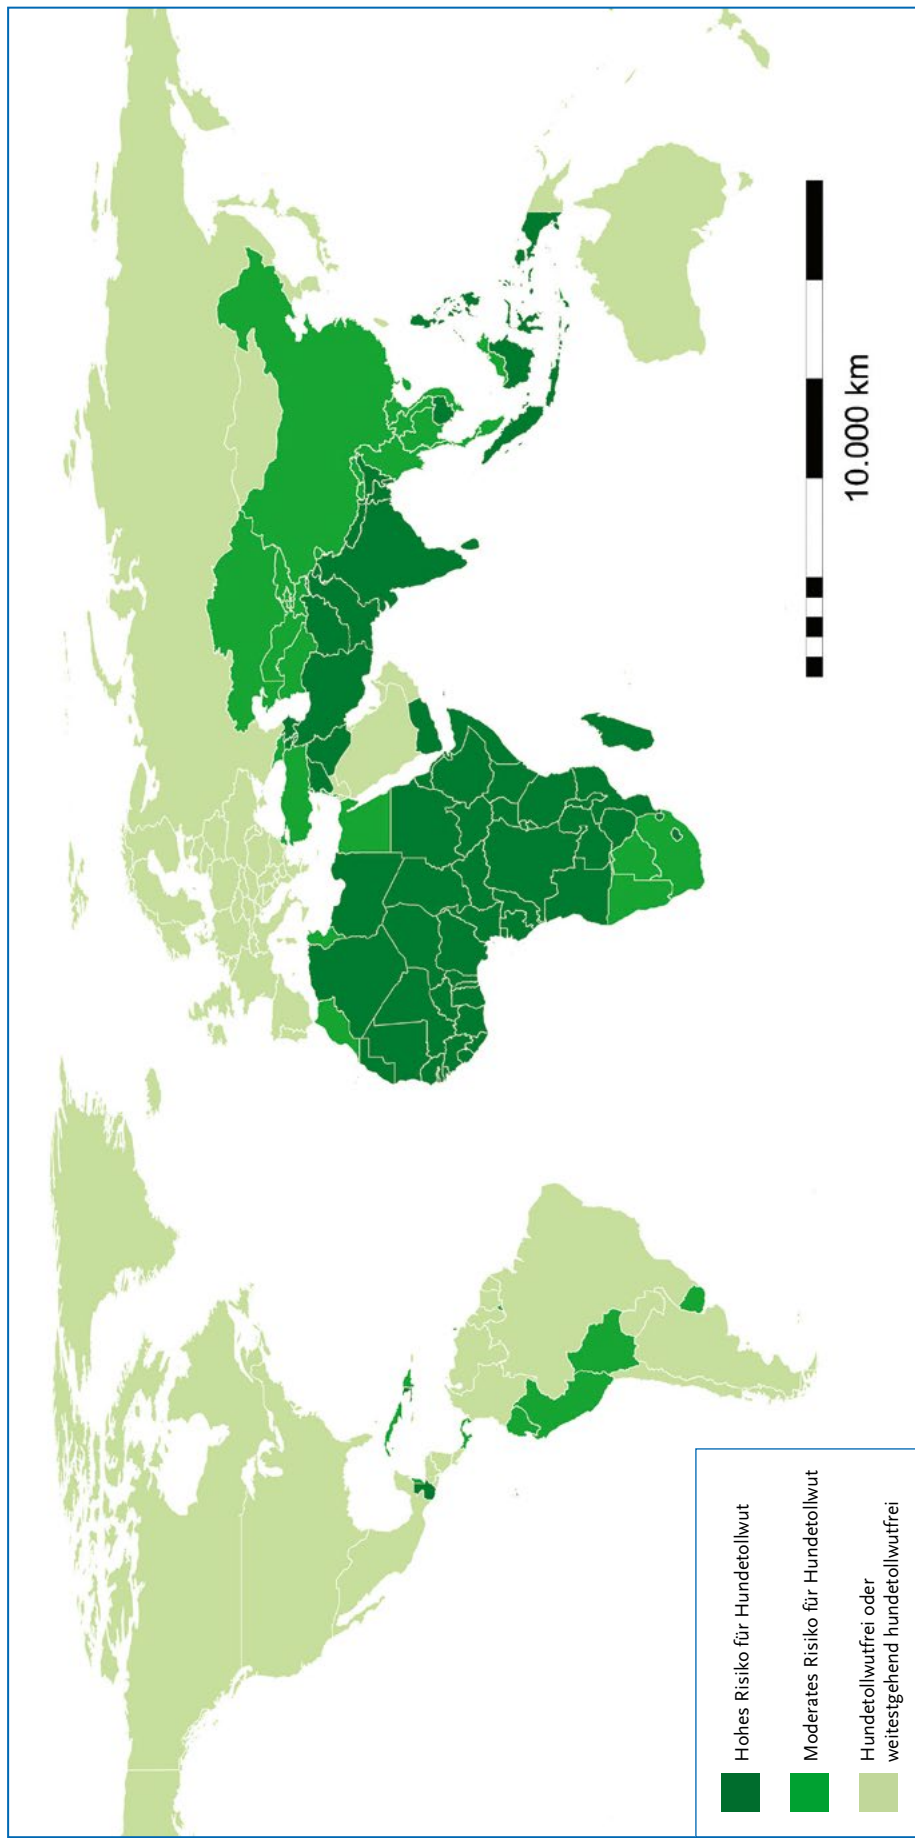 10.000 km
Hohes Risiko für Hundetollwut
Moderates Risiko für Hundetollwut
Hundetollwutfrei oder
weitestgehend hundetollwutfrei